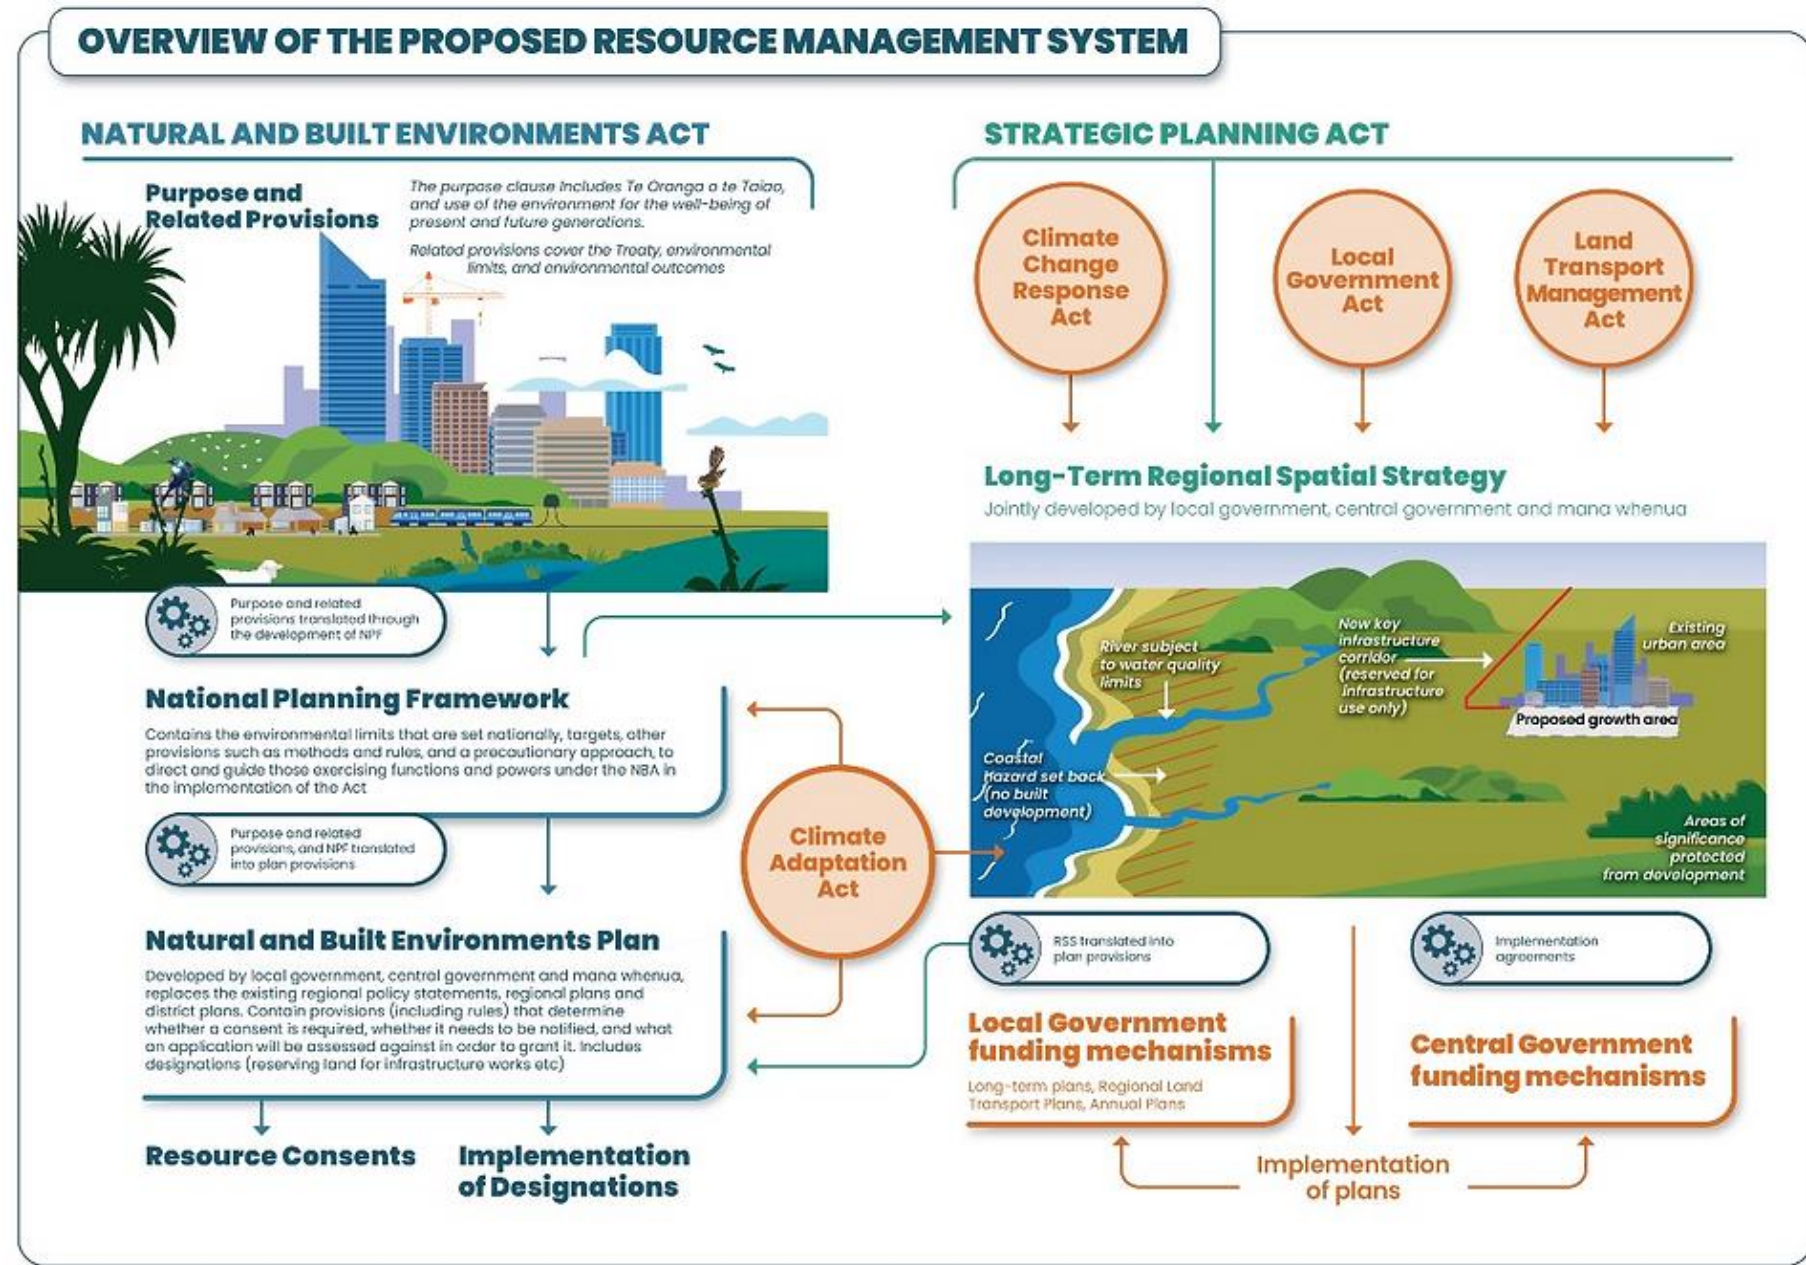 OVERVIEW OF THE PROPOSED RESOURCE MANAGEMENT SYSTEM
NATURAL AND BUILT ENVIRONMENTS ACT
Purpose and
Related Provisions
The purpose clause includes Te Oranga o te Taiao,
and use of the environment for the well-being of
present and future generations.
Related provisions cover the Treaty, environmental
limits, and environmental outcomes
Purpose and related
provisions translated through
the development of NPF
National Planning Framework
Contains the environmental limits that are set nationally, targets, other
provisions such as methods and rules, and a precautionary approach, to
direct and guide those exercising functions and powers under the NBA in
the implementation of the Act
Purpose and related
provisions, and NPF translated
into plan provisions
Natural and Built Environments Plan
Developed by local government, central government and mana whenua,
replaces the existing regional policy statements, regional plans and
district plans. Contain provisions (including rules) that determine
whether a consent is required, whether it needs to be notified, and what
an application will be assessed against in order to grant it. Includes
designations (reserving land for infrastructure works etc)
Resource Consents
Implementation
of Designations
Climate
Adaptation
Act
STRATEGIC PLANNING ACT
Climate
Change
Response
Act
Local
Government
Act
Land
Transport
Management
Act
Long-Term Regional Spatial Strategy
Jointly developed by local government, central government and mana whenua
River subject
to water quality
limits
New key
infrastructure
corridor
(reserved for
infrastructure
use only)
Existing
urban area
Proposed growth area
Coastal
hazard set back
(no built
development)
Areas of
significance
protected
from development
RSS translated into
plan provisions
Implementation
agreements
Local Government
funding mechanisms
Long-term plans, Regional Land
Transport Plans, Annual Plans
Central Government
funding mechanisms
Implementation
of plans